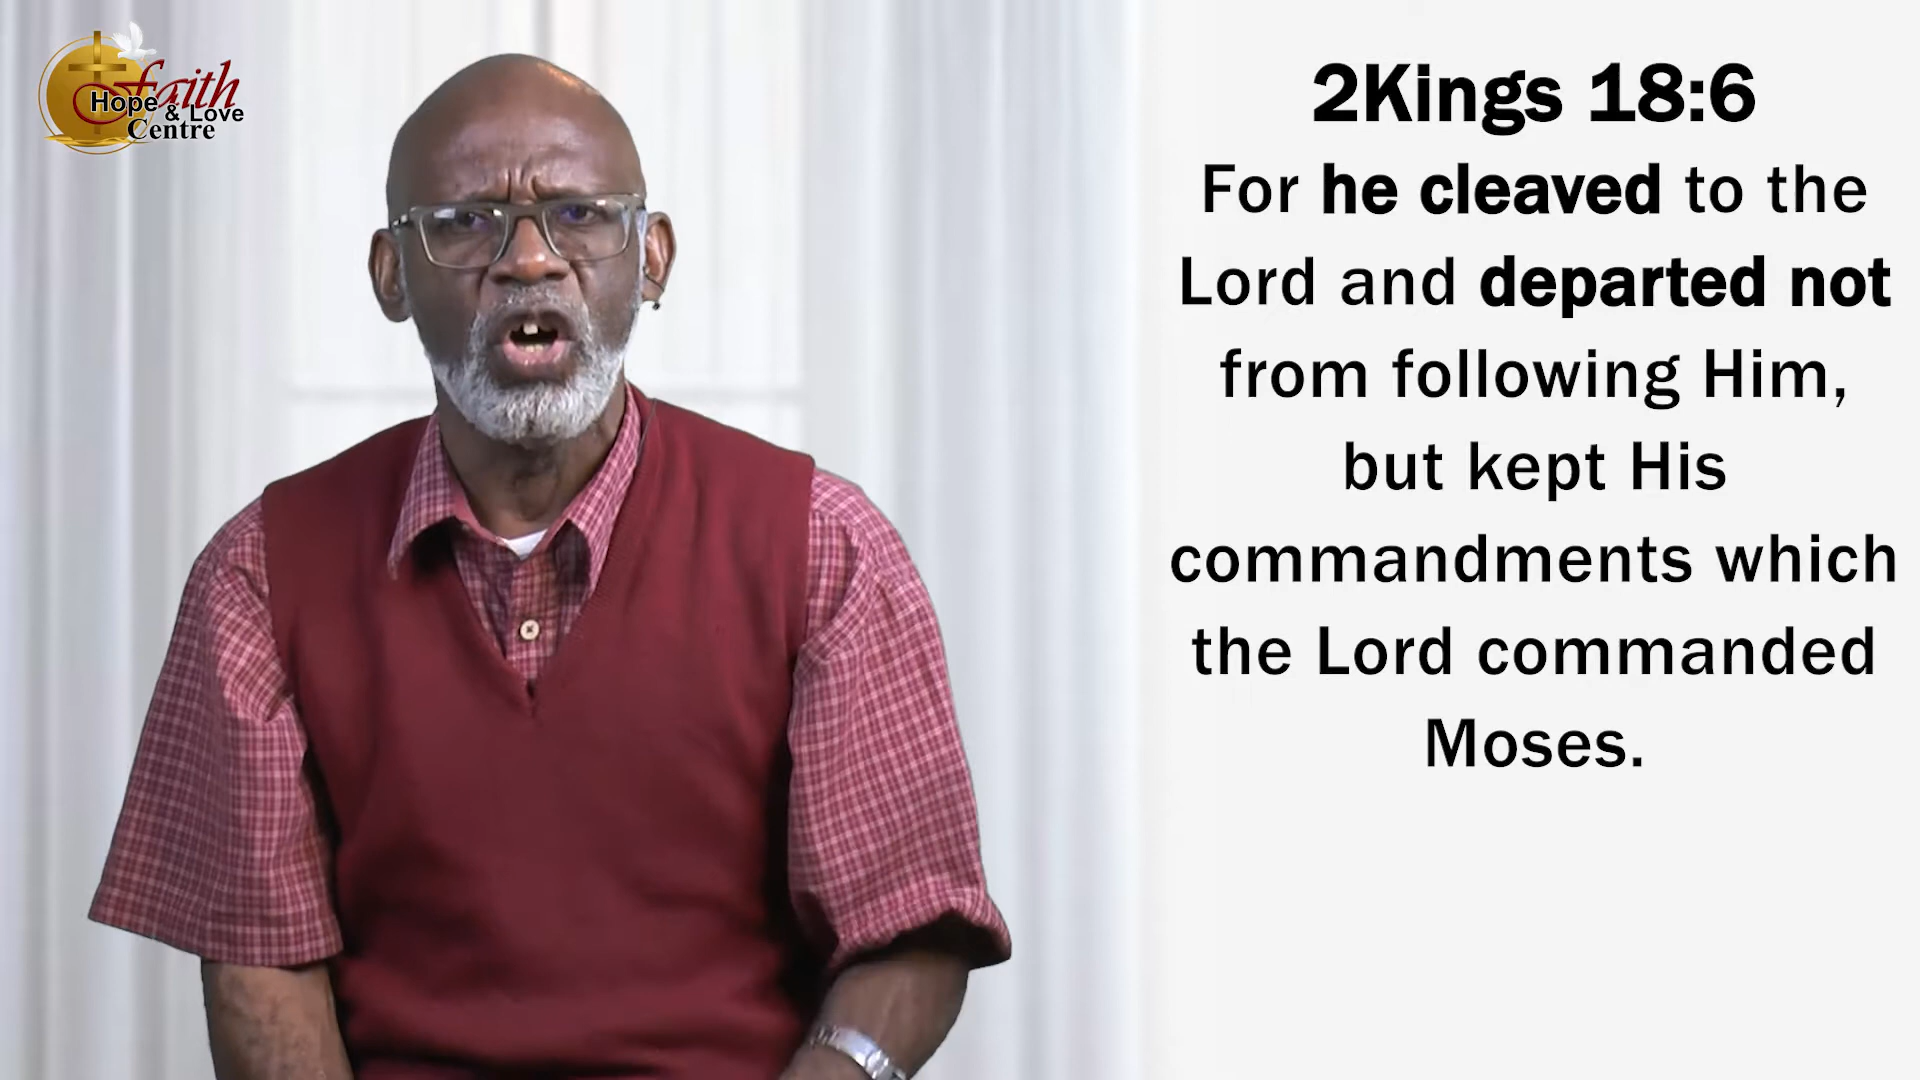 Faith
Hope
& Love
Centre
2Kings 18:6
For he cleaved to the
Lord and departed not
from following Him,
but kept His
commandments which
the Lord commanded
Moses.